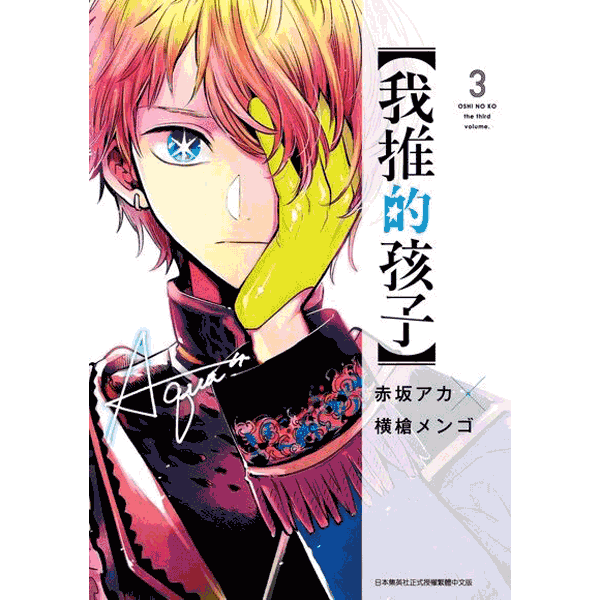 3
OSHI NO KO
the third
volume.
【我推的孩子】
赤坂アカ×
横槍メンゴ
Aqua
日本集英社正式授權繁體中文版